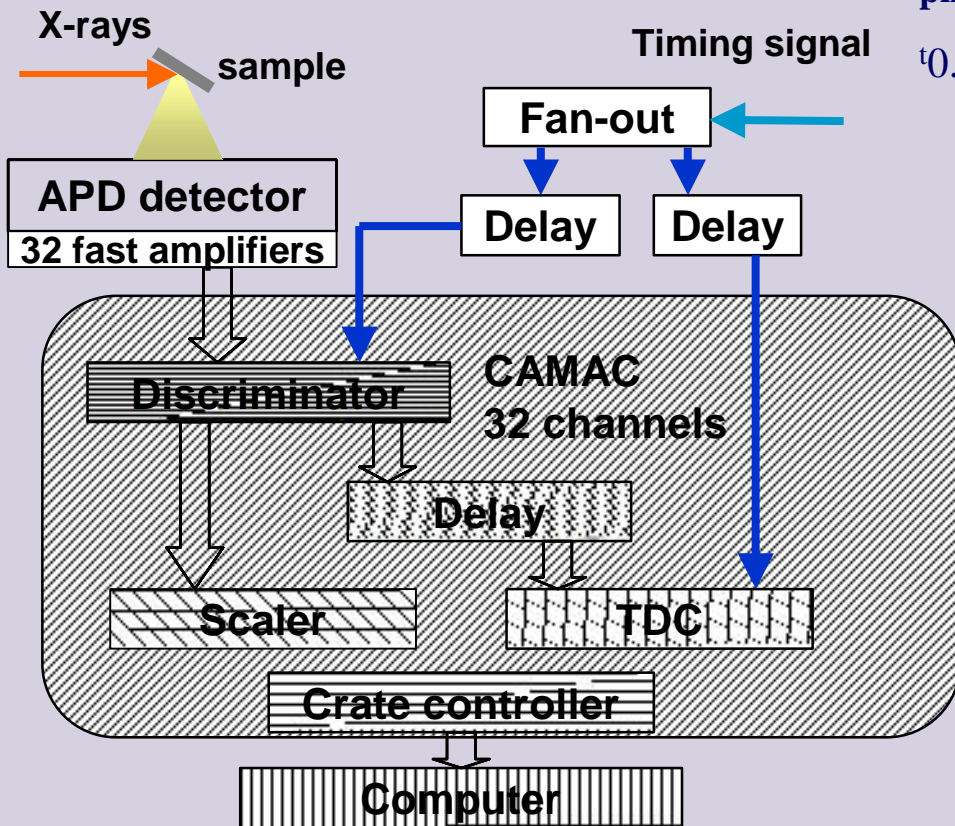 X-rays
sample
Timing signal
t0.
Fan-out
APD detector
32 fast amplifiers
Delay
Delay
Discriminator
CAMAC
32 channels
Delay
Scaler
TDC
Crate controller
Computer